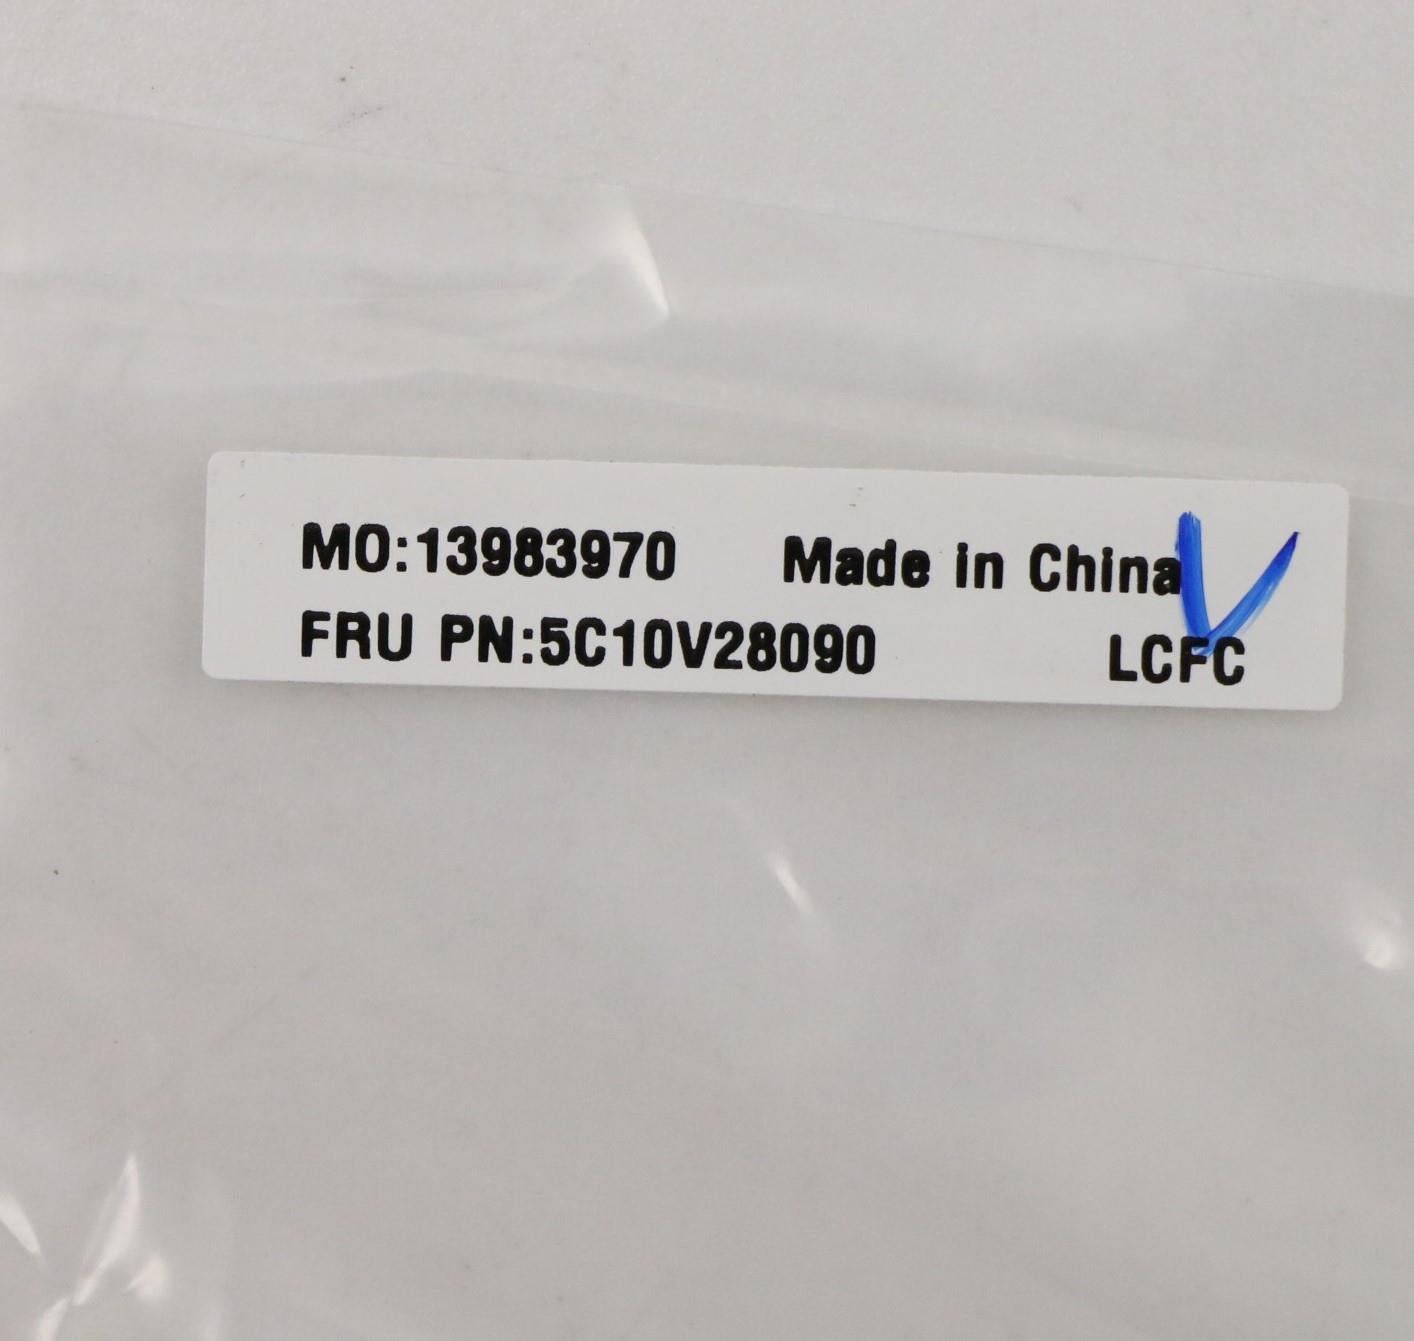 MO:13983970 Made in China
FRU PN:5C10V28090 LCFC